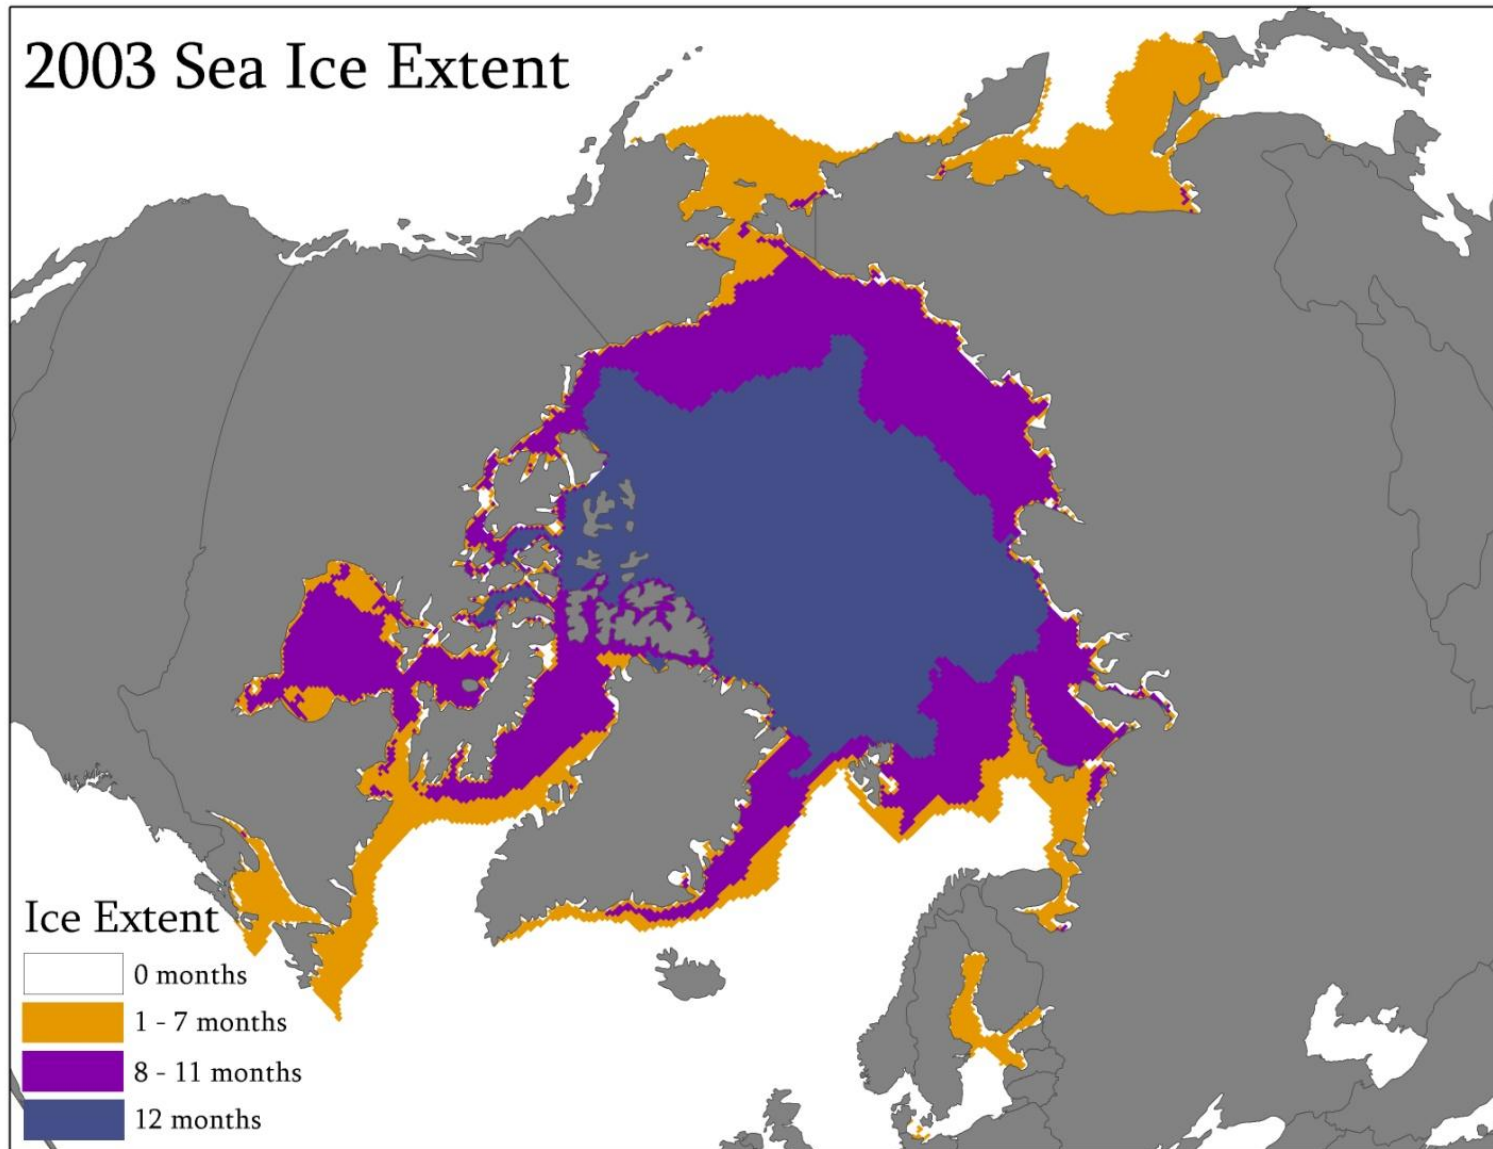 2003 Sea Ice Extent
Ice Extent
0 months
1 - 7 months
8 - 11 months
12 months